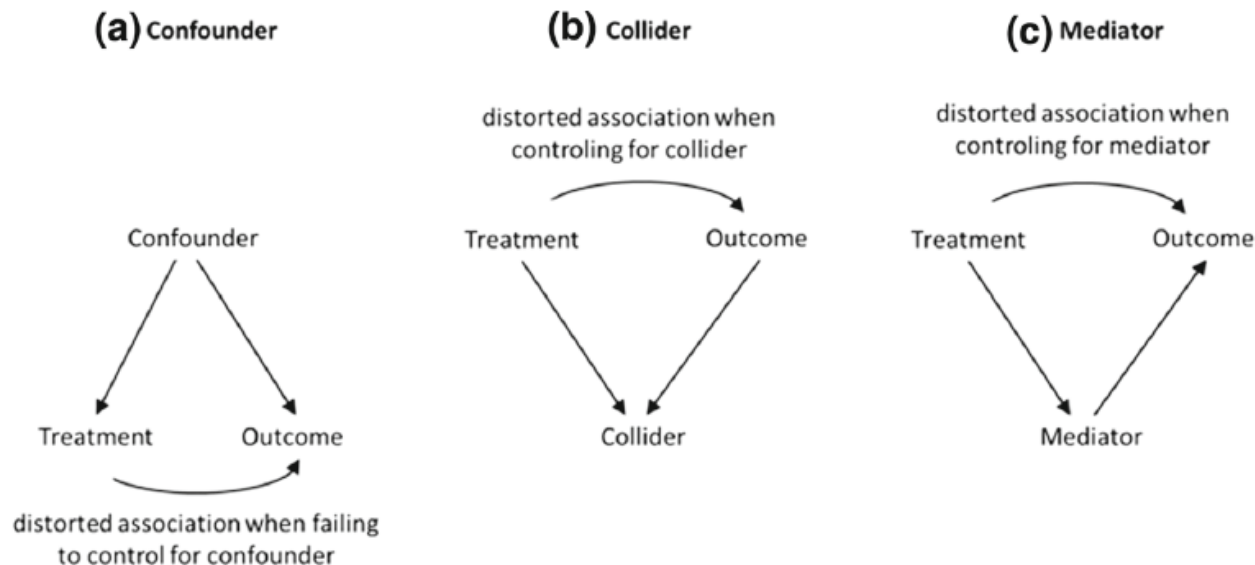 (a) Confounder
Confounder
Treatment
Outcome
distorted association when failing
to control for confounder
(b) Collider
distorted association when
controling for collider
Treatment
Outcome
Collider
(c) Mediator
distorted association when
controling for mediator
Treatment
Outcome
Mediator